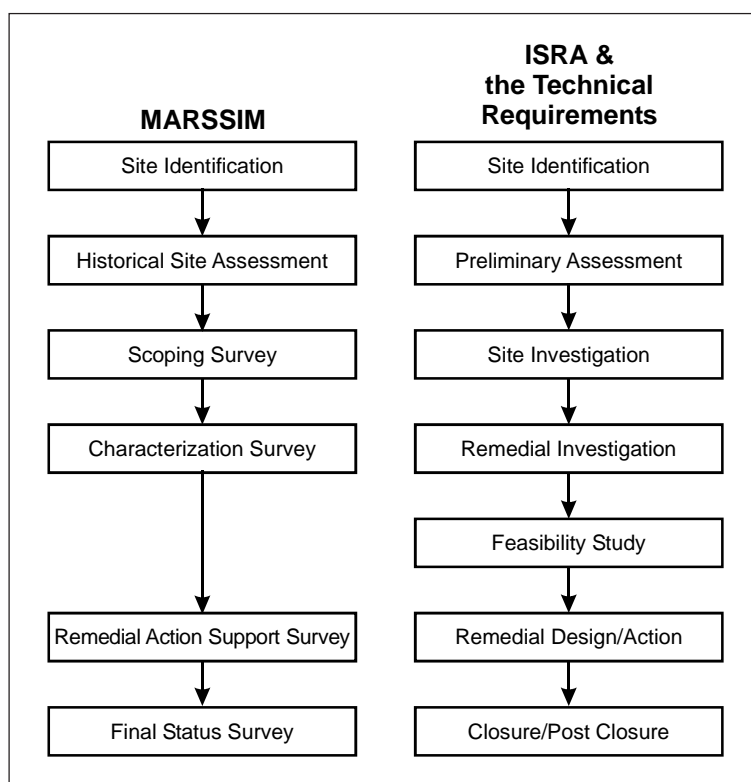 MARSSIM
ISRA &
the Technical
Requirements
Site Identification
Site Identification
Historical Site Assessment
Preliminary Assessment
Scoping Survey
Site Investigation
Characterization Survey
Remedial Investigation
Feasibility Study
Remedial Action Support Survey
Remedial Design/Action
Final Status Survey
Closure/Post Closure